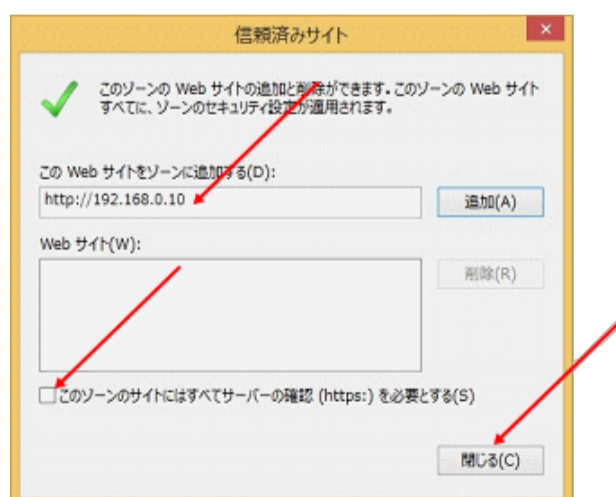 信頼済みサイト
このゾーンの Web サイトの追加と削除ができます。このゾーンの Web サイト
すべてに、ゾーンのセキュリティ設定が適用されます。
この Web サイトをゾーンに追加する(D):
http://192.168.0.10
追加(A)
Web サイト(W):
削除(R)
このゾーンのサイトにはすべてサーバーの確認 (https:) を必要とする(S)
閉じる(C)